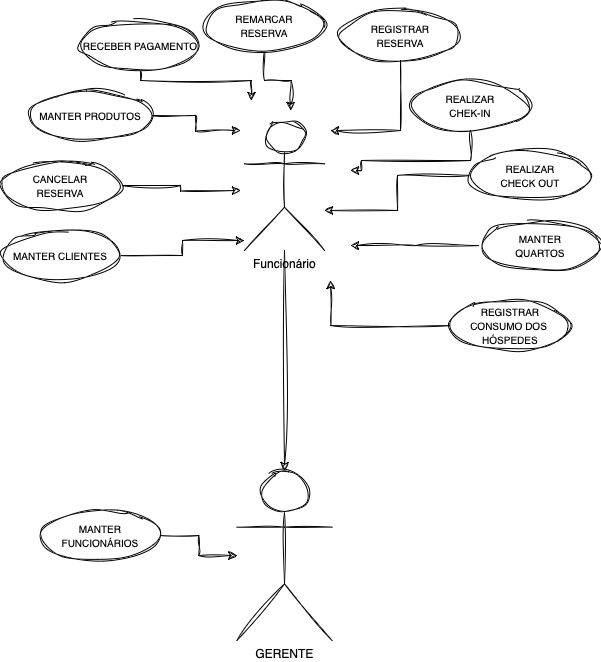 REMARCAR
RESERVA
REGISTRAR
RESERVA
RECEBER PAGAMENTO
REALIZAR
CHEK-IN
MANTER PRODUTOS
REALIZAR
CHECK OUT
CANCELAR
RESERVA
MANTER
QUARTOS
MANTER CLIENTES
Funcionário
REGISTRAR
CONSUMO DOS
HÓSPEDES
MANTER
FUNCIONÁRIOS
GERENTE